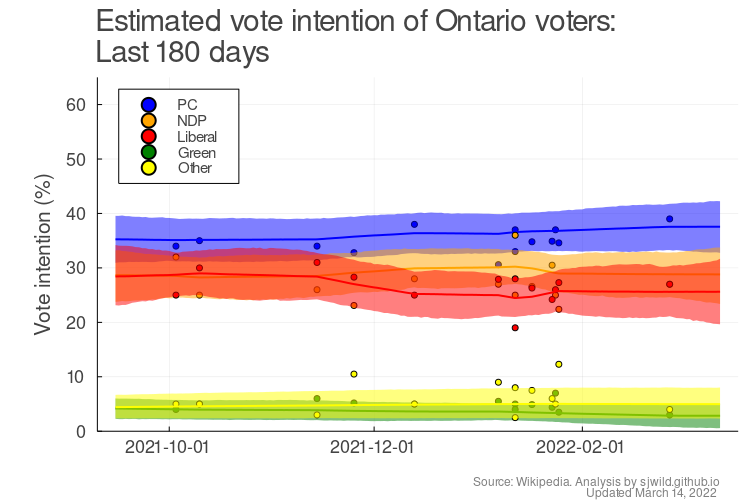 Estimated vote intention of Ontario voters:
Last 180 days
60
50
40
30
20
10
0
Vote intention (%)
PC
NDP
Liberal
Green
Other
2021-10-01
2021-12-01
2022-02-01
Source: Wikipedia. Analysis by sjwild.github.io
Updated March 14, 2022